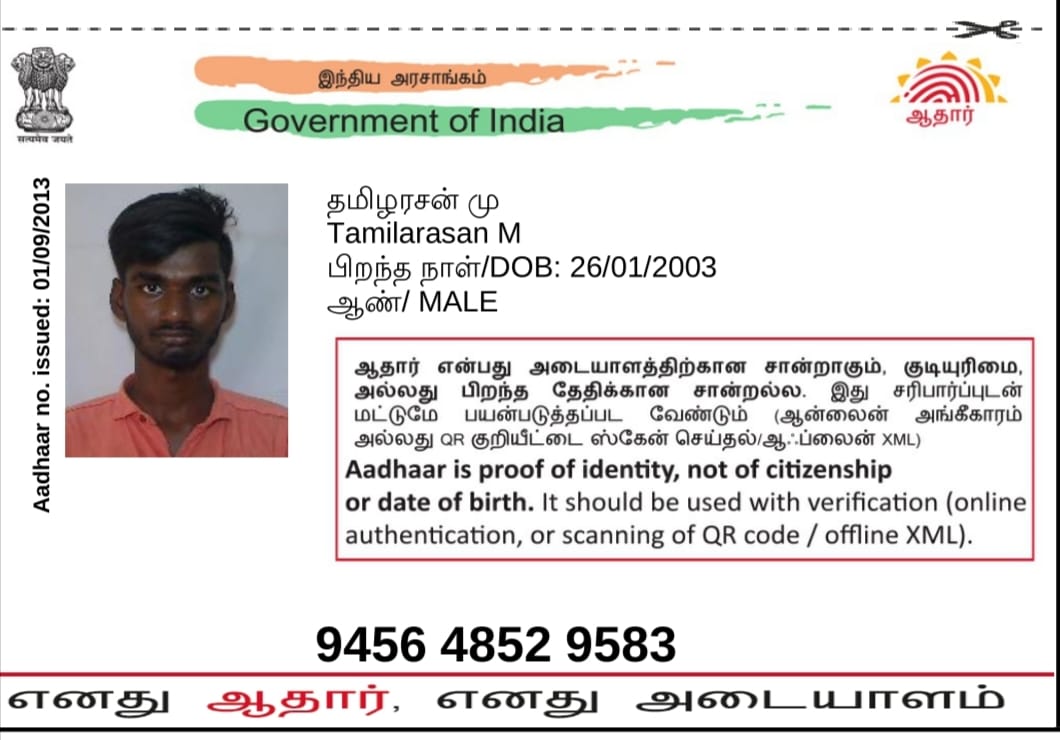 இந்திய அரசாங்கம்
Government of India
सत्यमेव जयते
ஆதார்
Aadhaar no. issued: 01/09/2013
தமிழரசன் மு
Tamilarasan M
பிறந்த நாள்/DOB: 26/01/2003
ஆண்/ MALE
ஆதார் என்பது அடையாளத்திற்கான சான்றாகும், குடியுரிமை,
அல்லது பிறந்த தேதிக்கான சான்றல்ல. இது சரிபார்ப்புடன்
மட்டுமே பயன்படுத்தப்பட வேண்டும் (ஆன்லைன் அங்கீகாரம்
அல்லது QR குறியீட்டை ஸ்கேன் செய்தல்/ஆஃப்லைன் XML)
Aadhaar is proof of identity, not of citizenship
or date of birth. It should be used with verification (online
authentication, or scanning of QR code / offline XML).
9456 4852 9583
எனது ஆதார், எனது அடையாளம்